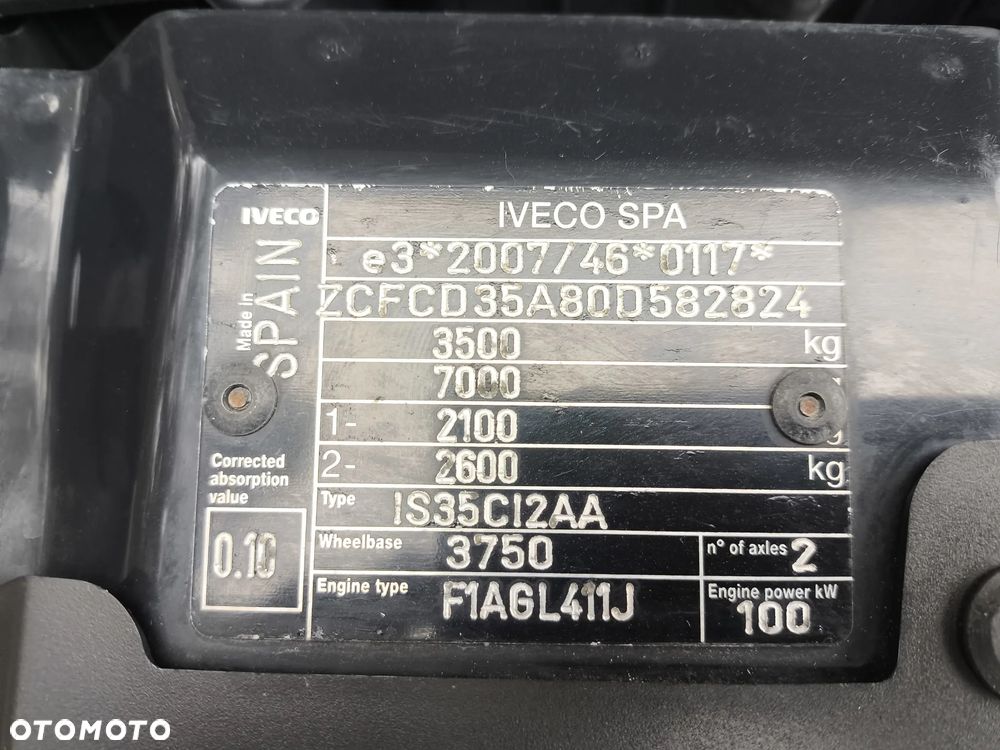 IVECO
IVECO SPA
Made in
SPAIN
e3*2007/46*0117*
ZCFCD35A80D582824
3500 kg
7000
1- 2100
2- 2600 kg
Corrected
absorption
value
0.10
Type IS35CI2AA
Wheelbase 3750
n° of axles 2
Engine type F1AGL411J
Engine power kW
100
OTOMOTO